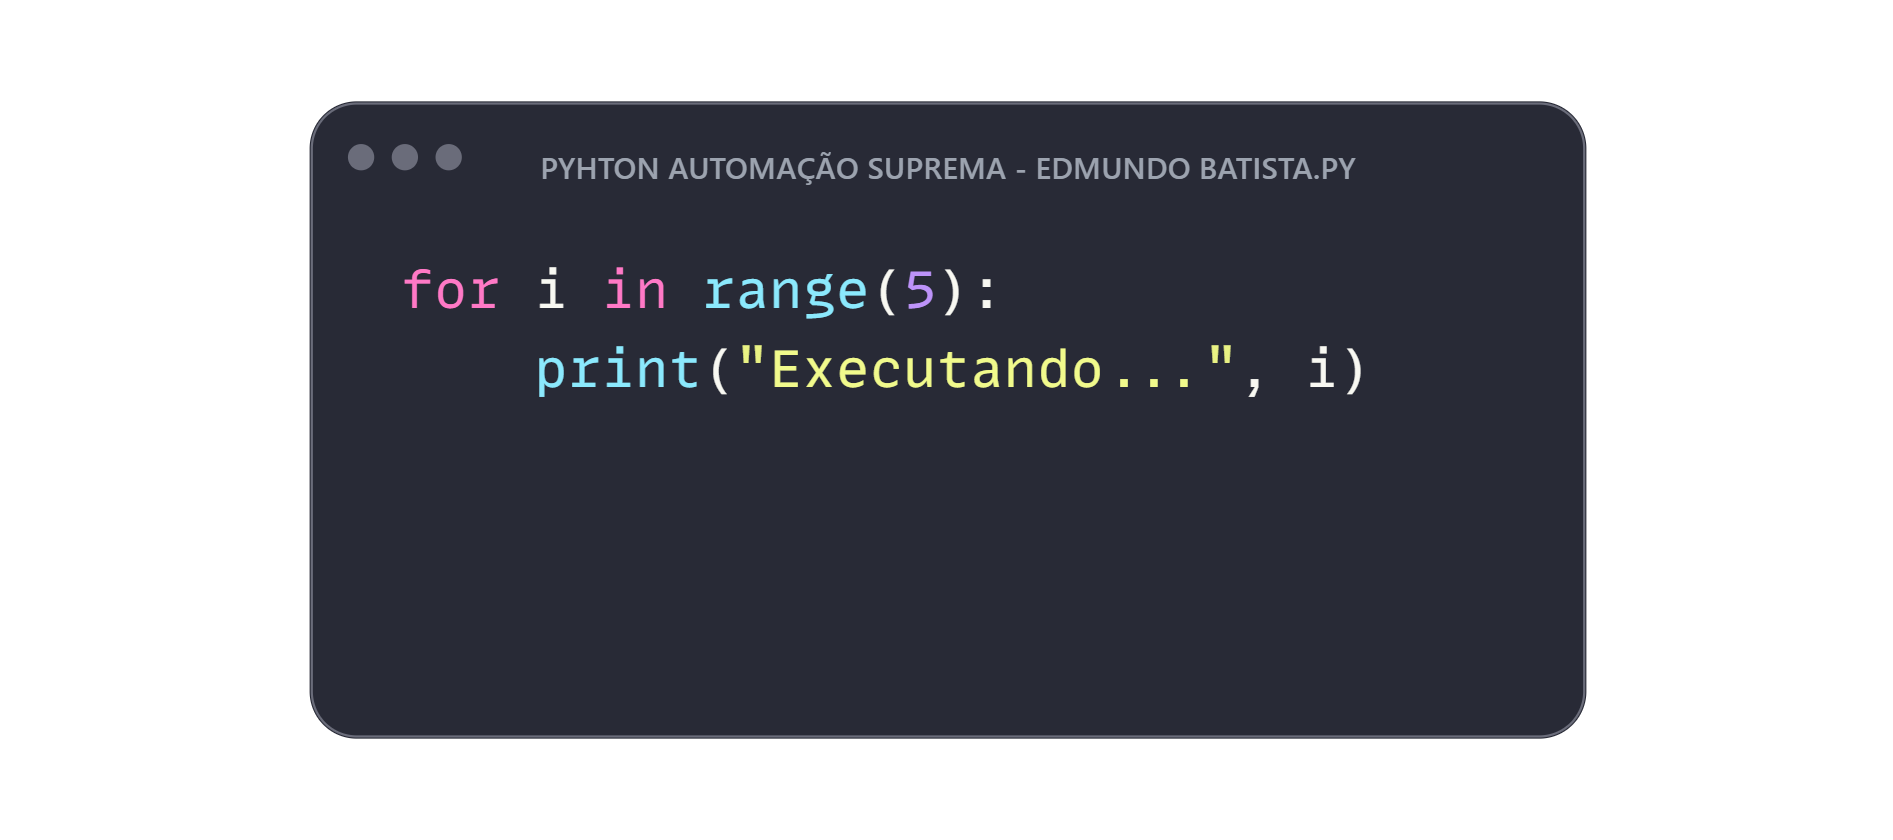 PYHTON AUTOMAÇÃO SUPREMA - EDMUNDO BATISTA.PY
for i in range(5):
    print("Executando...", i)